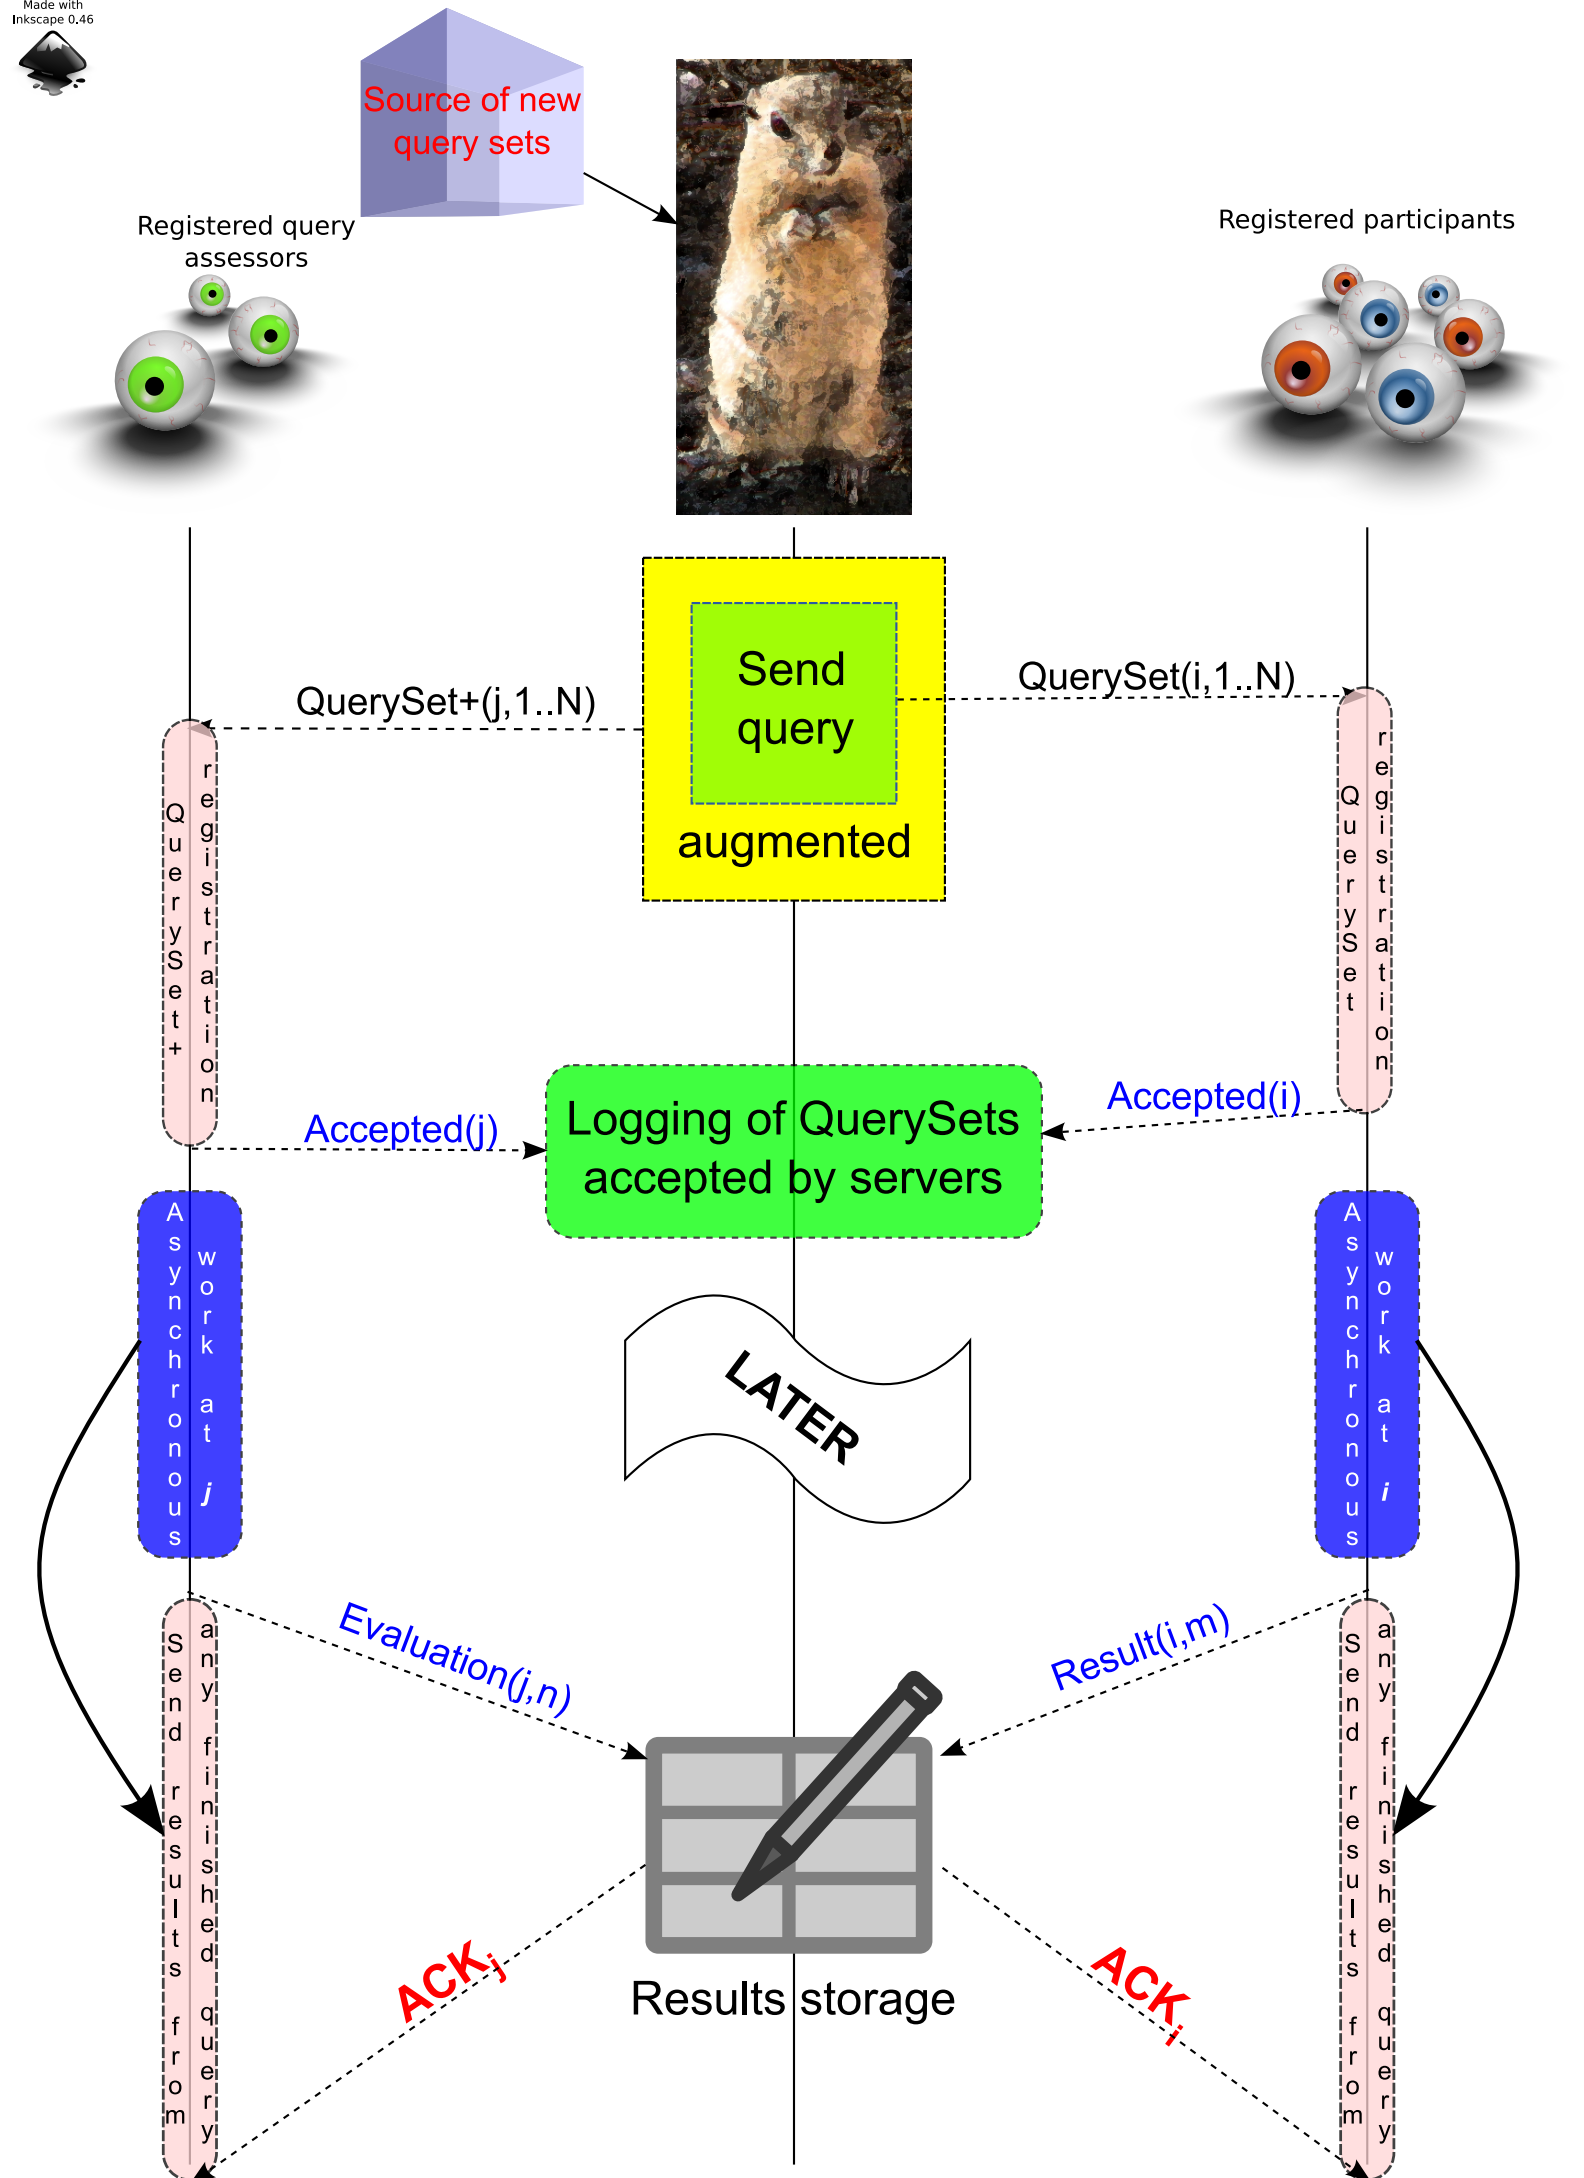 Made with
Inkscape 0.46
Source of new
query sets
Registered query
assessors
Registered participants
Send
query
augmented
QuerySet+(j,1..N)
QuerySet(i,1..N)
QuerySet+
registration
QuerySet
registration
Accepted(j)
Logging of QuerySets
accepted by servers
Accepted(i)
Asynchronous
work at j
Asynchronous
work at i
LATER
Evaluation(j,n)
Result(i,m)
Send results from
any finished query
Send results from
any finished query
ACKj
ACKi
Results storage